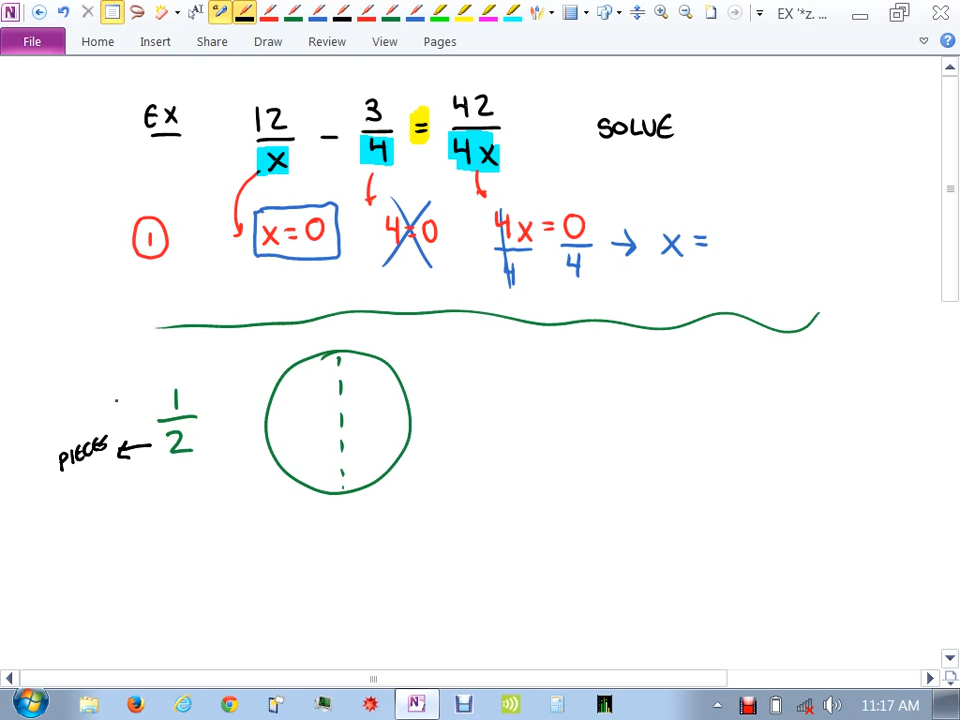 EX '*z. ...
File Home Insert Share Draw Review View Pages
EX 12/x - 3/4 = 42/4x SOLVE
① x=0 4=0 4x/4 = 0/4 → x =
1/2
PIECES ←
11:17 AM